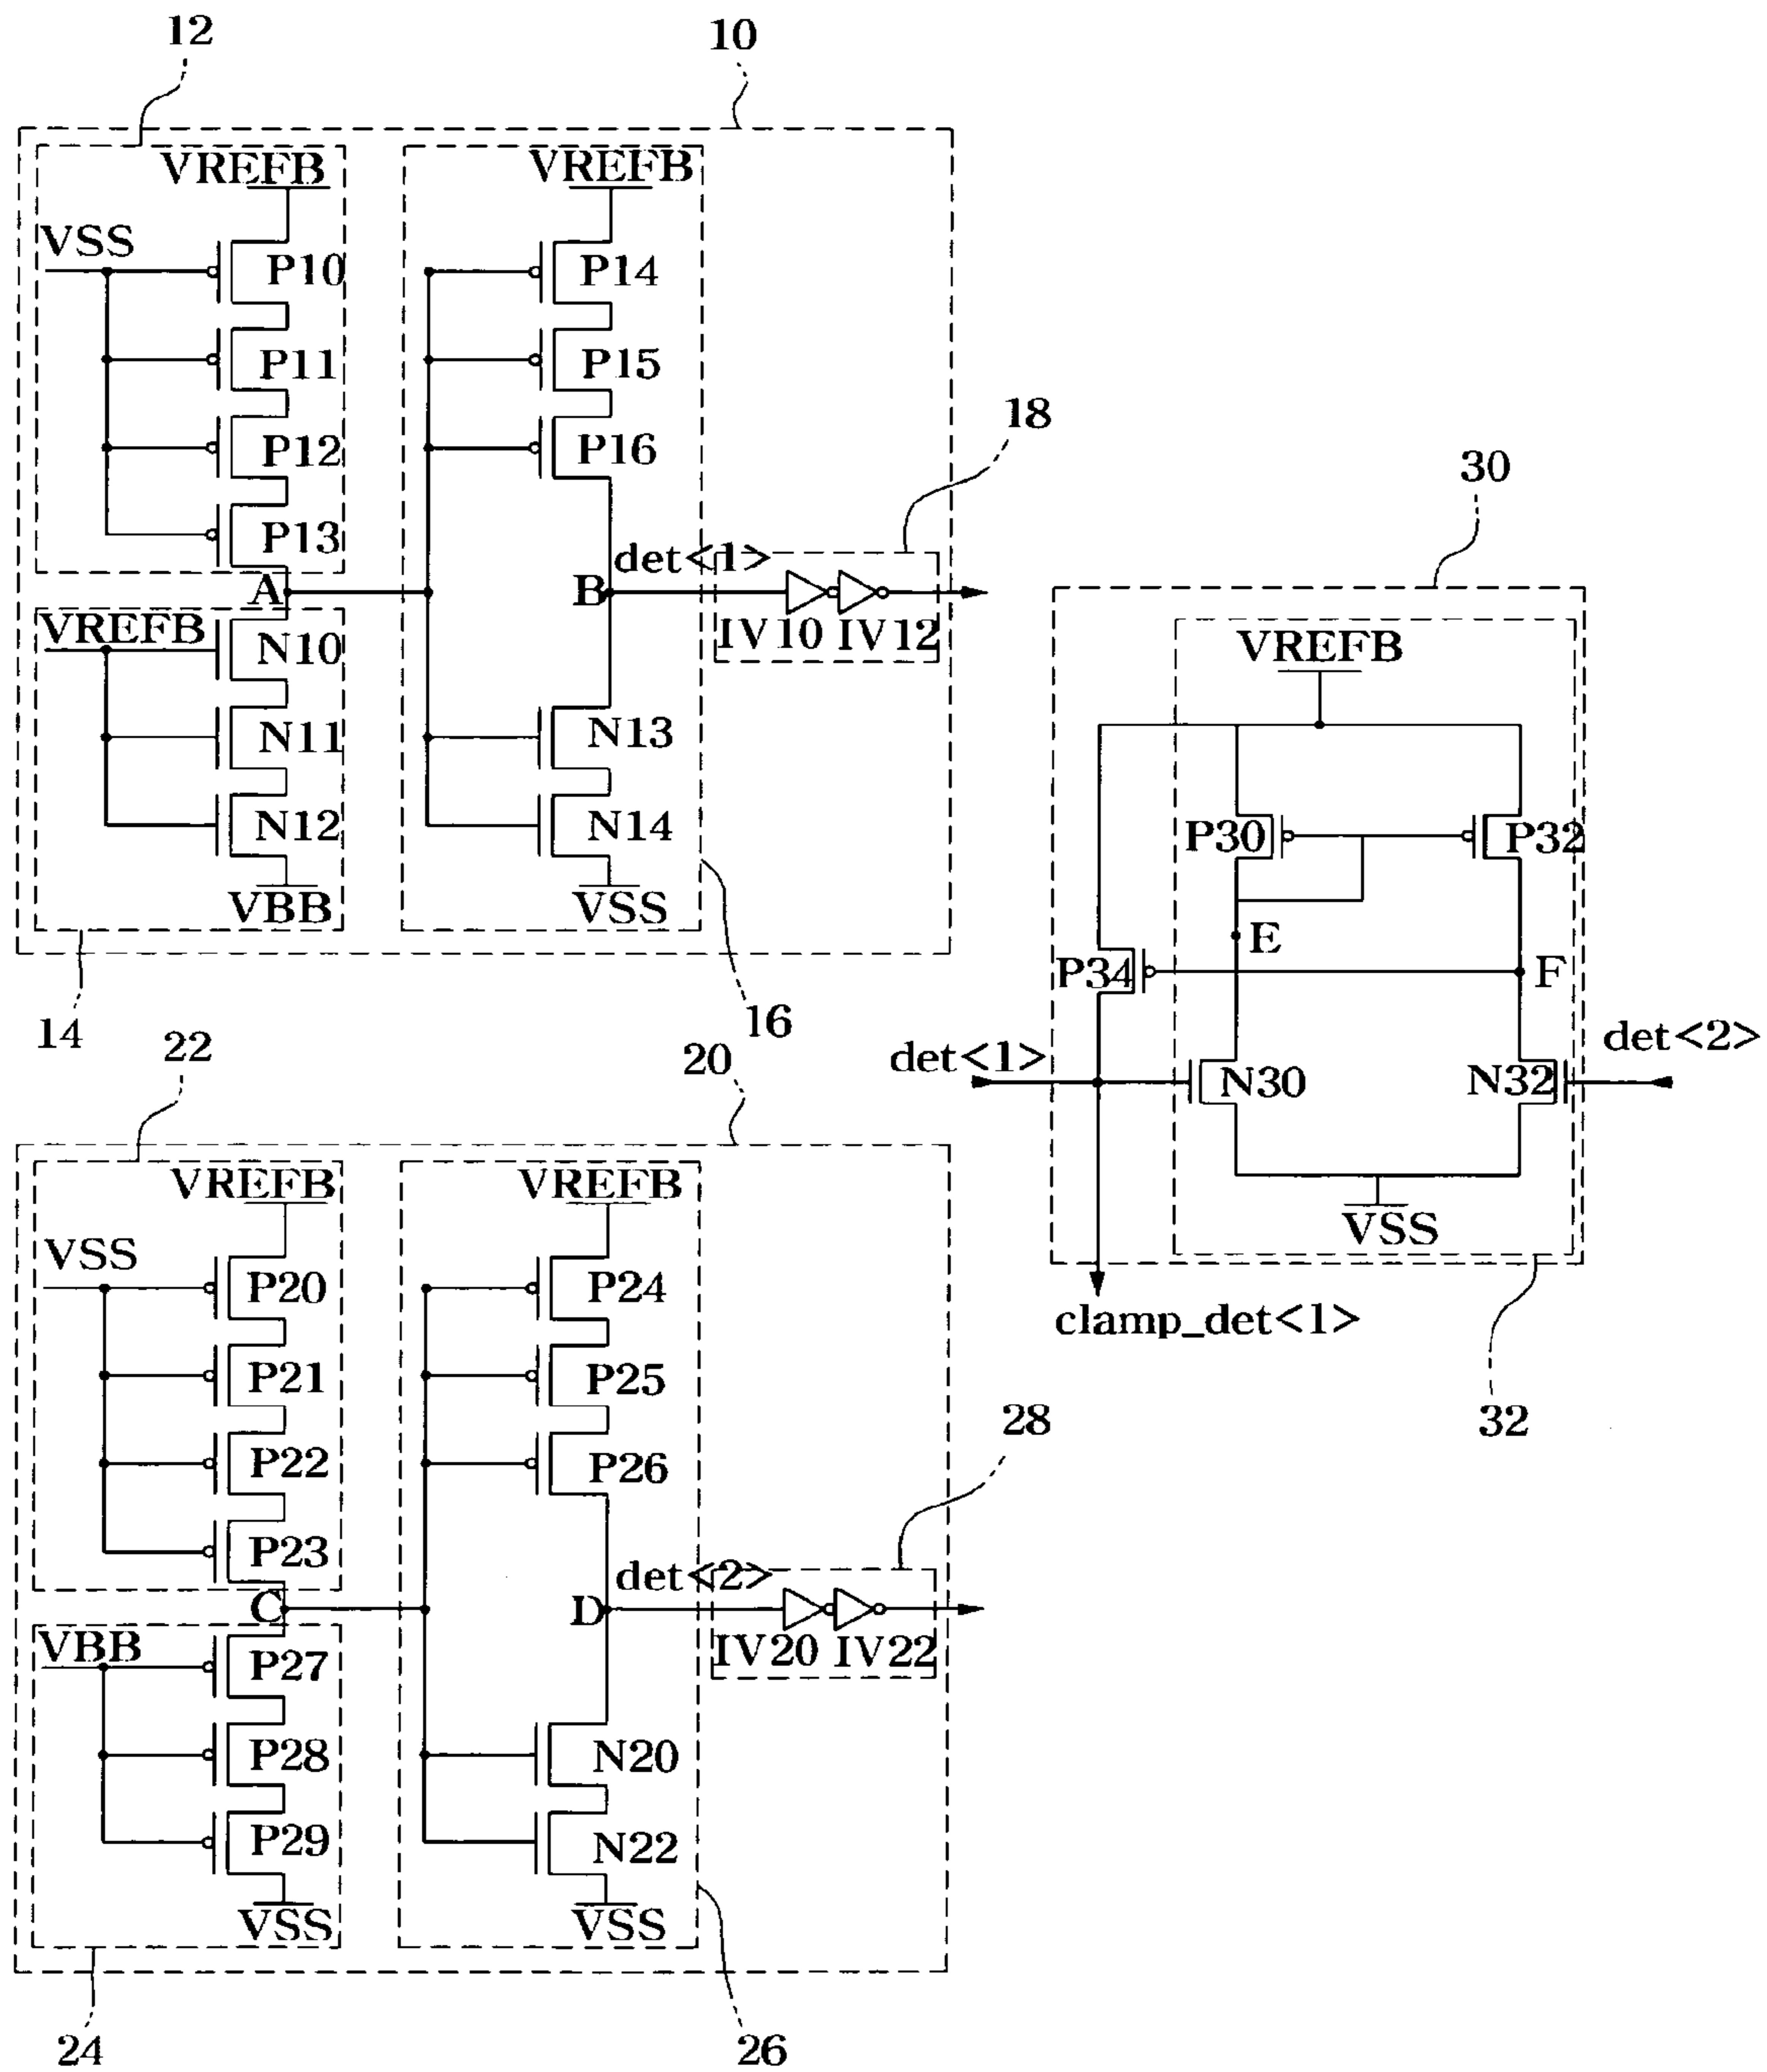 12
10
VREFB
VSS
P10
P11
P12
P13
A
VREFB
N10
N11
N12
VBB
14
VREFB
P14
P15
P16
det<1>
B
N13
N14
VSS
16
18
IV10 IV12
30
VREFB
P30
P32
E
P34
F
det<1>
N30
N32
det<2>
VSS
clamp_det<1>
32
22
20
VREFB
VSS
P20
P21
P22
P23
C
VBB
P27
P28
P29
VSS
24
VREFB
P24
P25
P26
det<2>
D
N20
N22
VSS
26
28
IV20 IV22